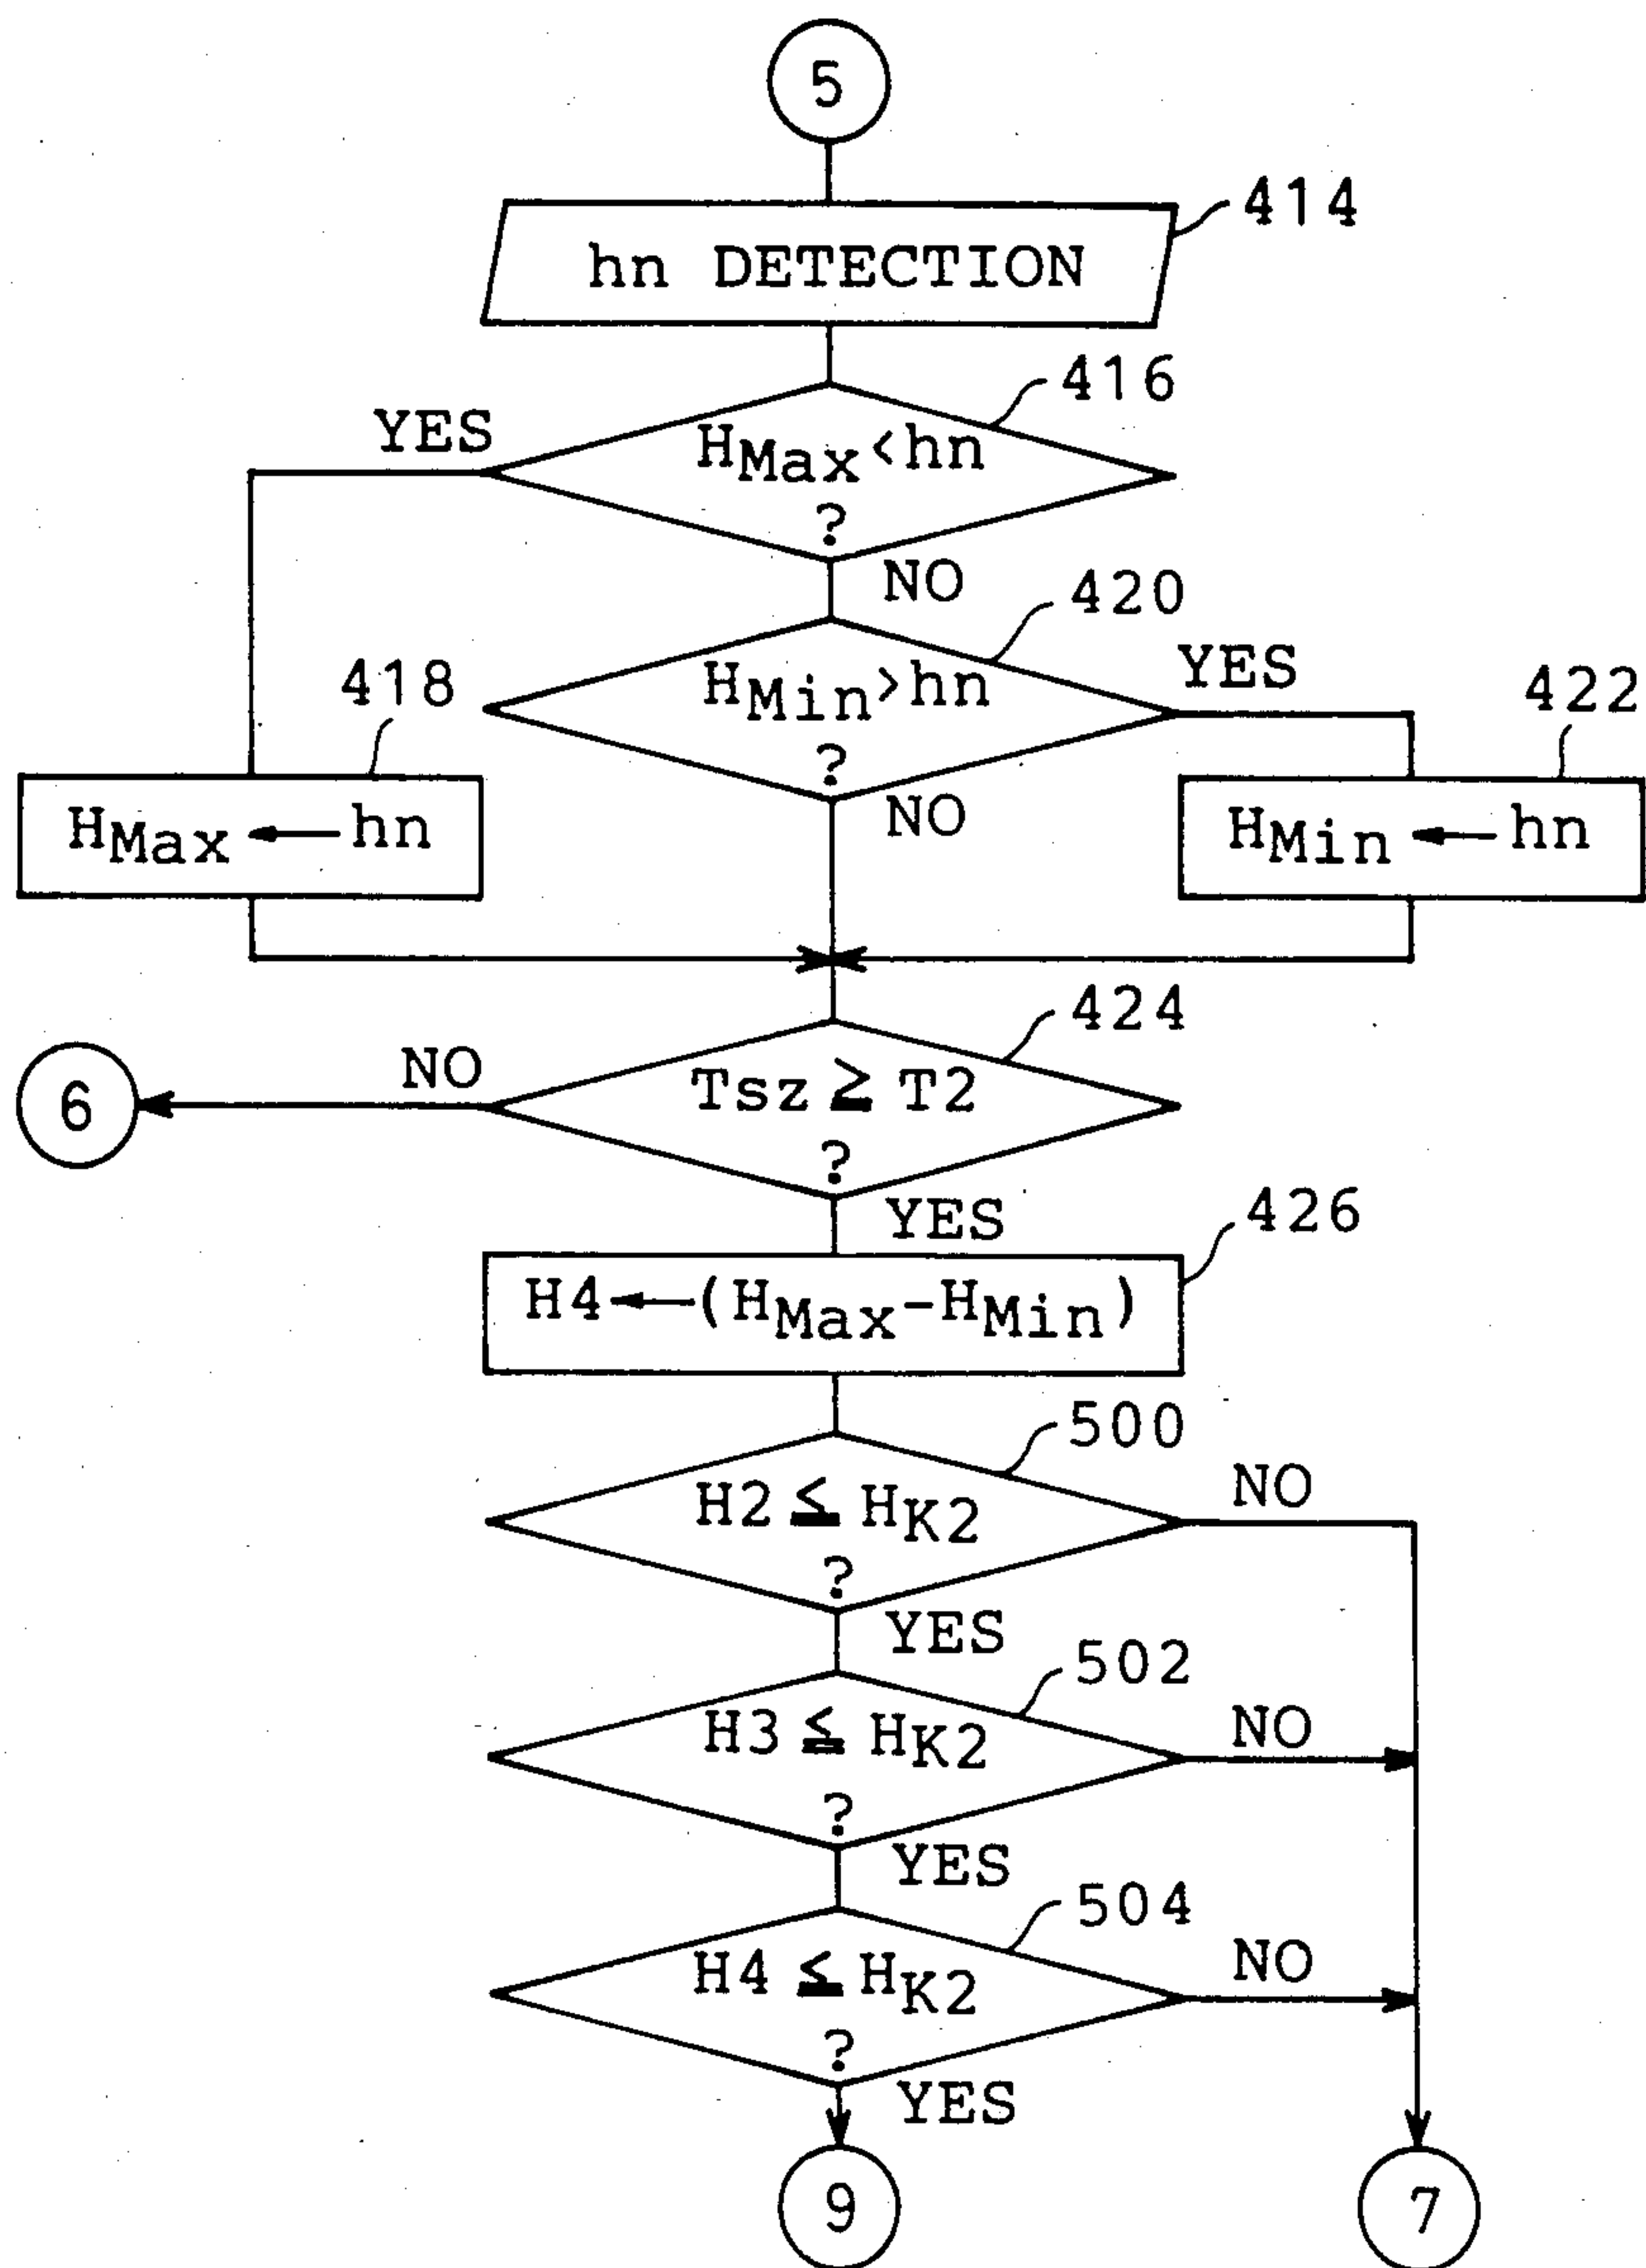 5
414
hn DETECTION
416
YES
HMax<hn
?
NO
420
YES
HMin>hn
?
NO
418
422
HMax ← hn
HMin ← hn
424
NO
Tsz ≥ T2
?
6
YES
426
H4←(HMax-HMin)
500
NO
H2 ≤ HK2
?
YES
502
NO
H3 ≦ HK2
?
YES
504
NO
H4 ≤ HK2
?
YES
9
7